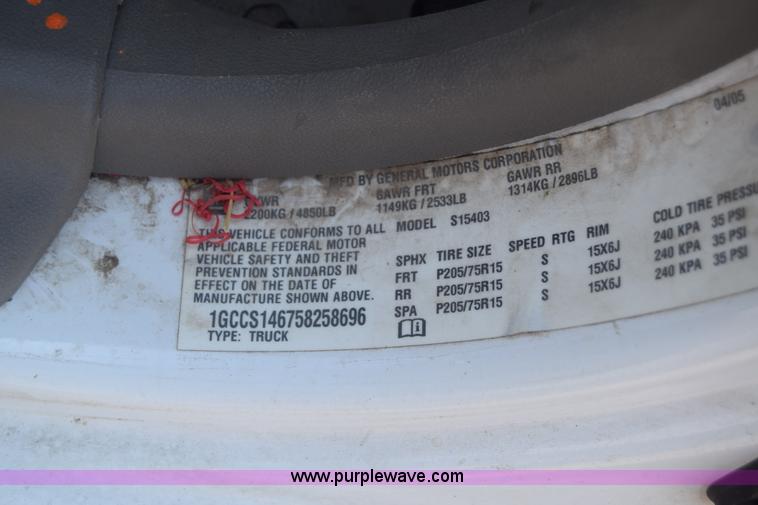 04/05
MFD BY GENERAL MOTORS CORPORATION
GAWR FRT GAWR RR
200KG / 4850LB 1149KG / 2533LB 1314KG / 2896LB
THIS VEHICLE CONFORMS TO ALL MODEL S15403
APPLICABLE FEDERAL MOTOR
VEHICLE SAFETY AND THEFT
PREVENTION STANDARDS IN
EFFECT ON THE DATE OF
MANUFACTURE SHOWN ABOVE.
SPHX TIRE SIZE SPEED RTG RIM COLD TIRE PRESSU
FRT P205/75R15 S 15X6J 240 KPA 35 PSI
RR P205/75R15 S 15X6J 240 KPA 35 PSI
SPA P205/75R15 S 15X6J 240 KPA 35 PSI
1GCCS146758258696
TYPE: TRUCK
www.purplewave.com